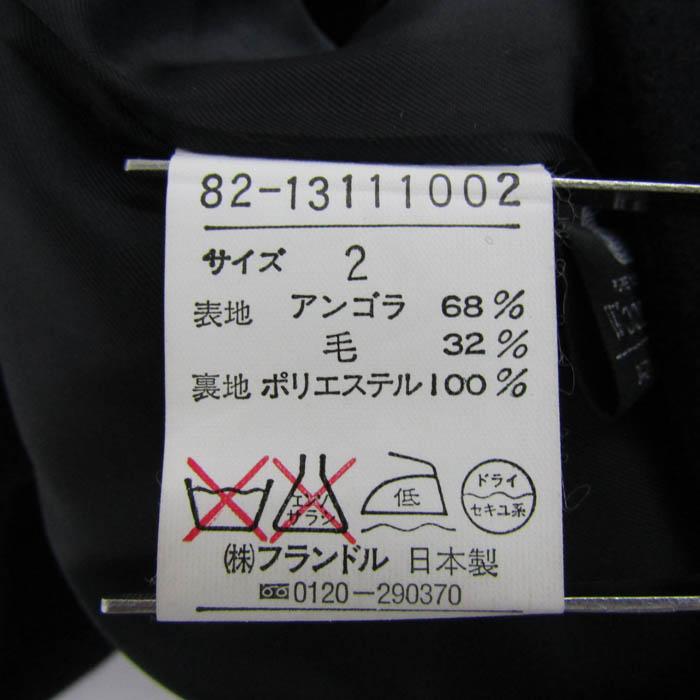 82-13111002
サイズ 2
表地 アンゴラ 68%
毛 32%
裏地 ポリエステル100%
エンソ サラシ 低 ドライ セキユ系
(株)フランドル 日本製
0120-290370